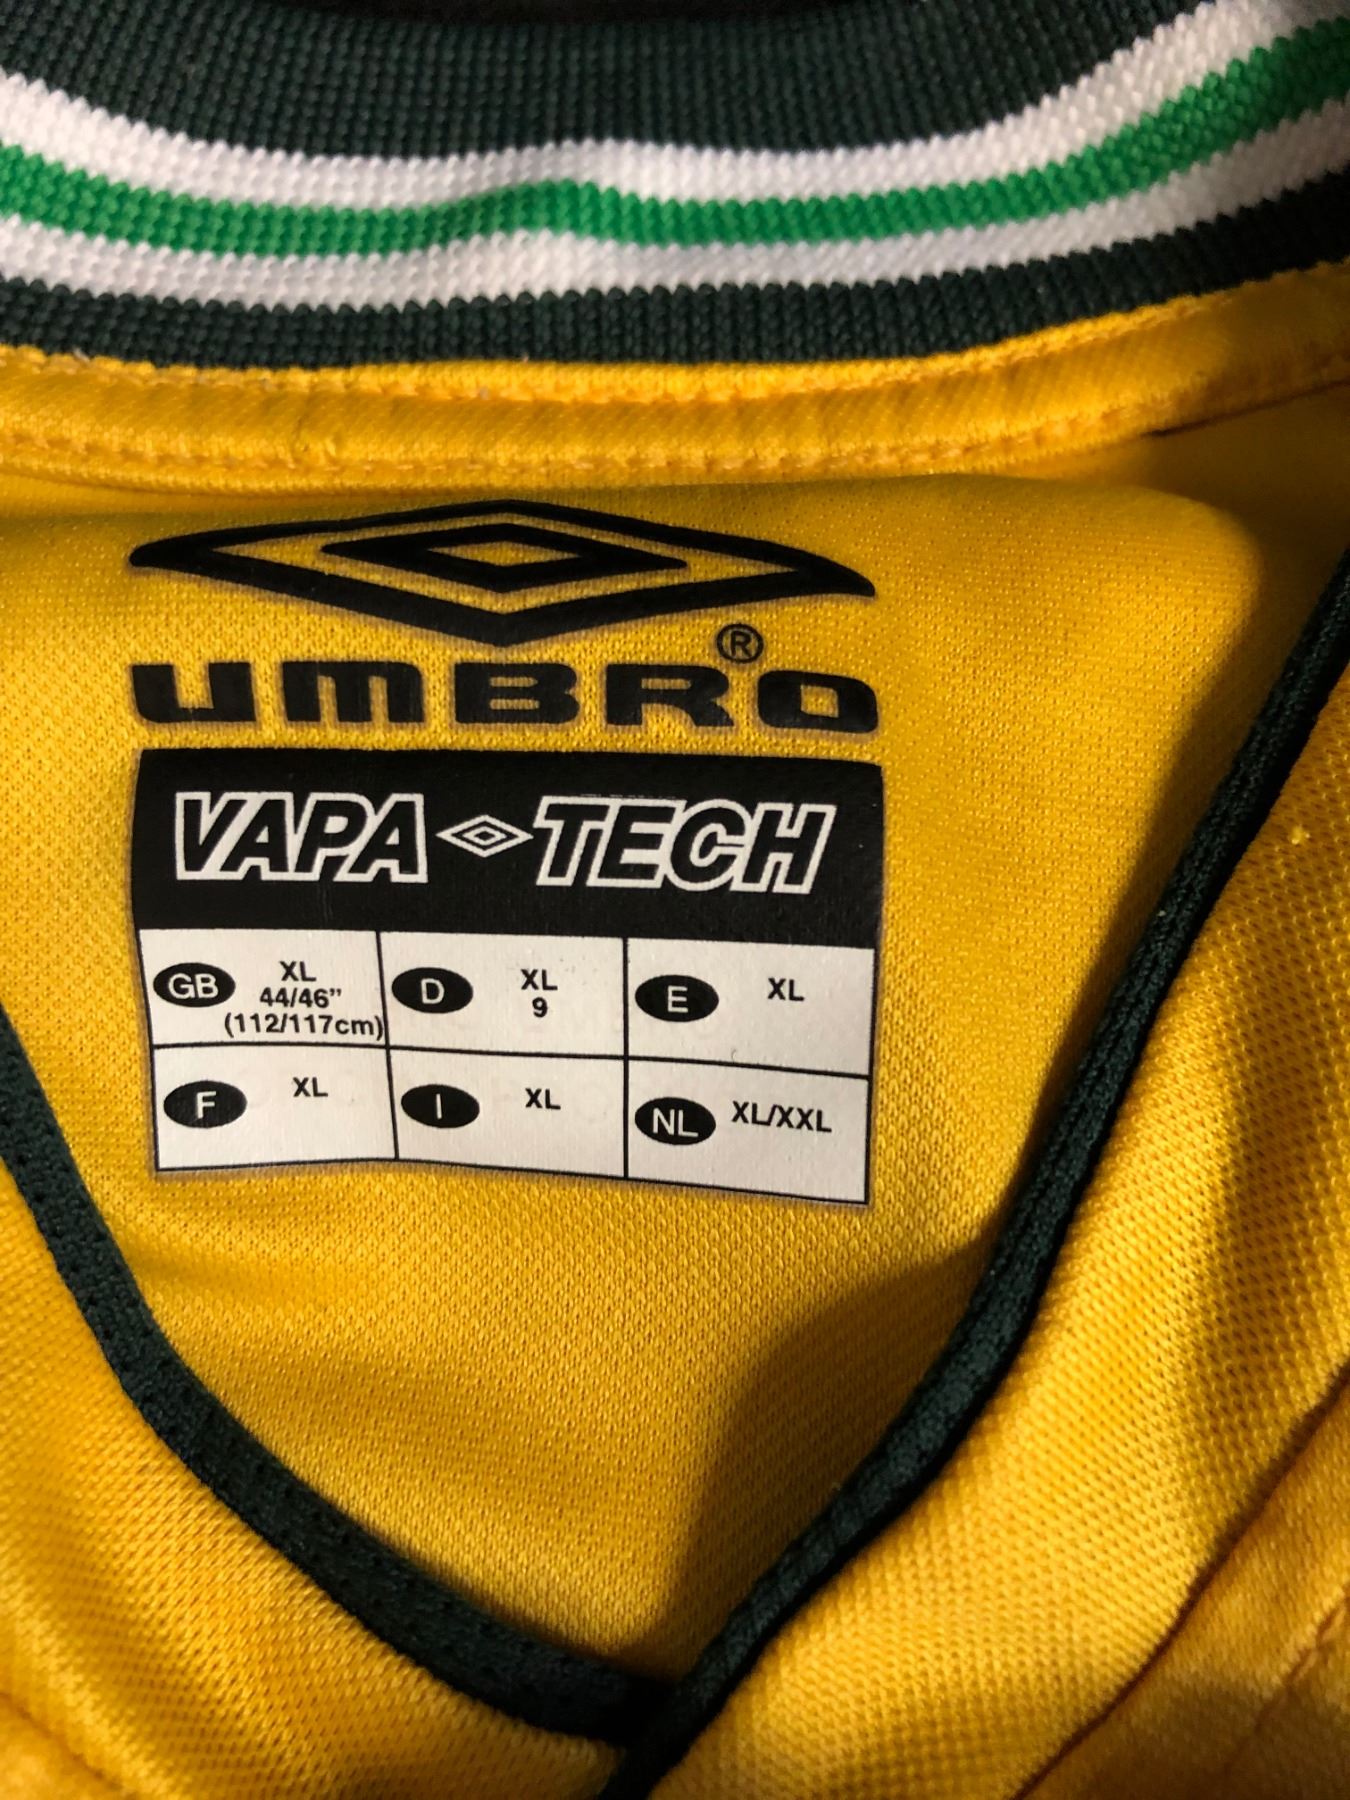 UMBRO®
VAPA TECH
GB XL
44/46”
(112/117cm)
D XL
9
E XL
F XL
I XL
NL XL/XXL